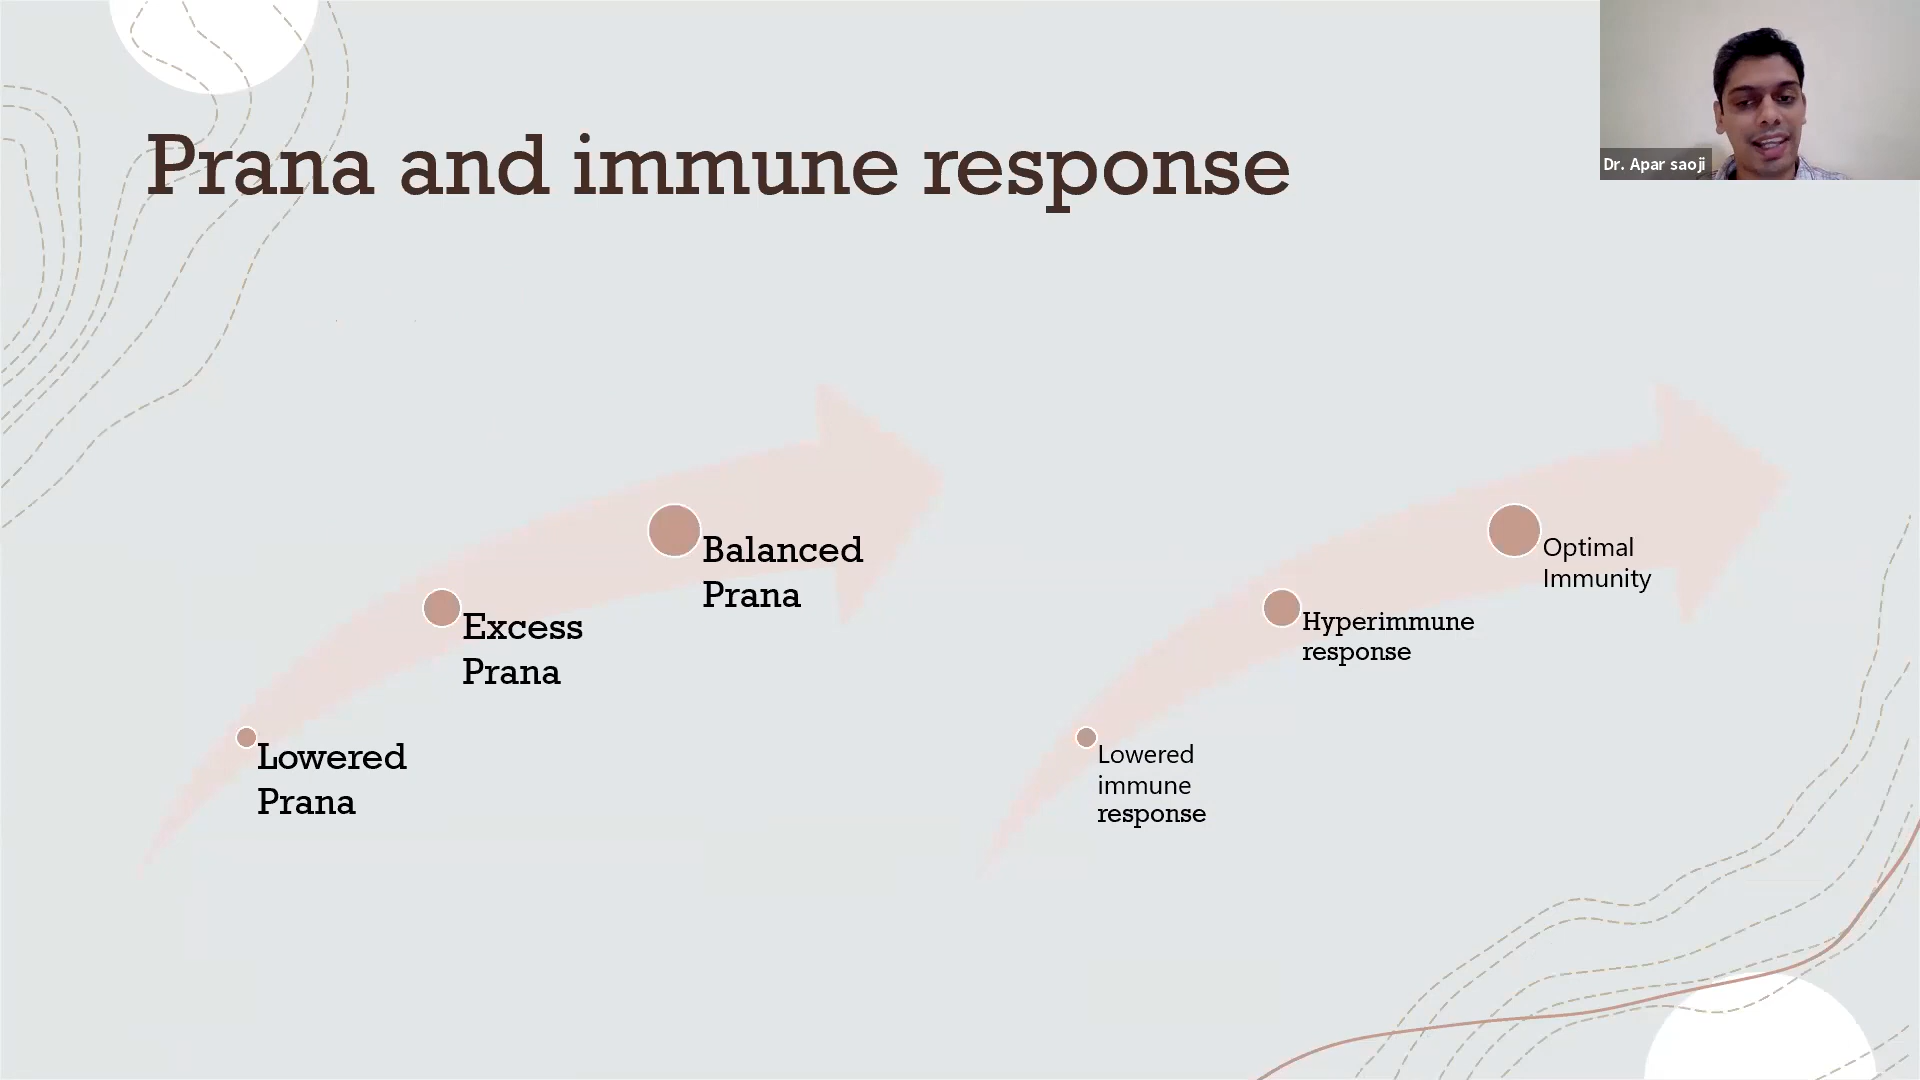 Prana and immune response
Dr. Apar saoji
Balanced
Prana
Excess
Prana
Lowered
Prana
Optimal
Immunity
Hyperimmune
response
Lowered
immune
response